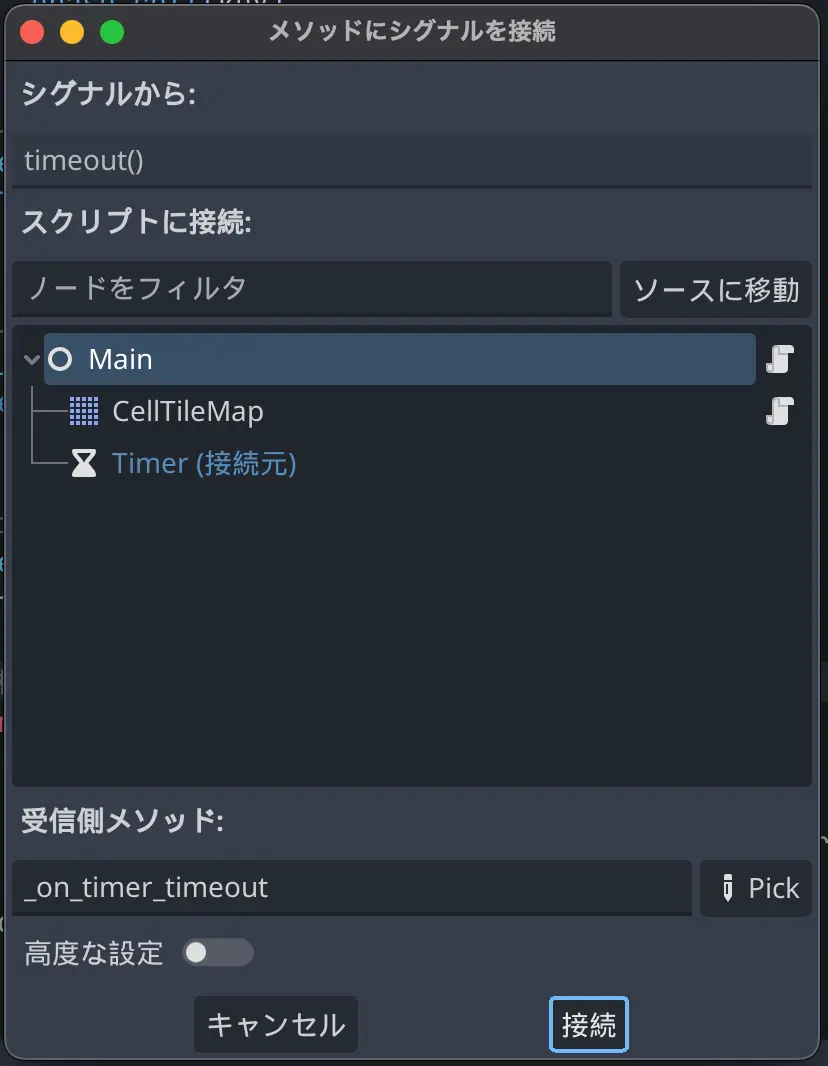 メソッドにシグナルを接続
シグナルから:
timeout()
スクリプトに接続:
ノードをフィルタ
ソースに移動
Main
CellTileMap
Timer (接続元)
受信側メソッド:
_on_timer_timeout
Pick
高度な設定
キャンセル
接続